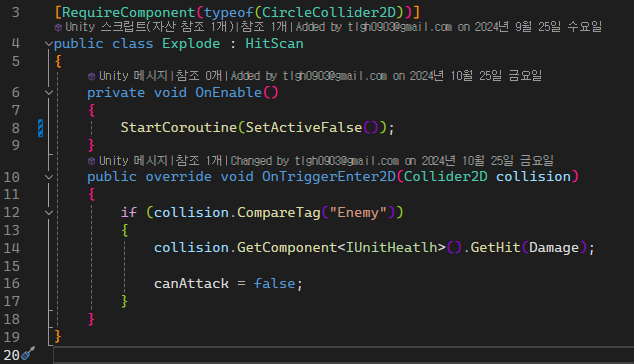 3 [RequireComponent(typeof(CircleCollider2D))]
Unity 스크립트(자산 참조 1개)|참조 1개|Added by tlgh0903@gmail.com on 2024년 9월 25일 수요일
4 public class Explode : HitScan
5 {
Unity 메시지|참조 0개|Added by tlgh0903@gmail.com on 2024년 10월 25일 금요일
6 private void OnEnable()
7 {
8 StartCoroutine(SetActiveFalse());
9 }
Unity 메시지|참조 1개|Changed by tlgh0903@gmail.com on 2024년 10월 25일 금요일
10 public override void OnTriggerEnter2D(Collider2D collision)
11 {
12 if (collision.CompareTag("Enemy"))
13 {
14 collision.GetComponent<IUnitHeatlh>().GetHit(Damage);
15
16 canAttack = false;
17 }
18 }
19 }
20